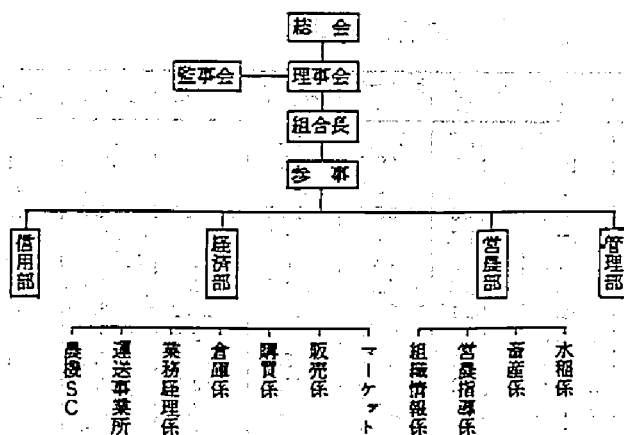 総会
監事会
理事会
組合長
参事
管理部
営農部
経済部
信用部
水稲係
畜産係
営農指導係
組織情報係
マーケット
販売係
購買係
倉庫係
業務経理係
運送事業所
農機SC